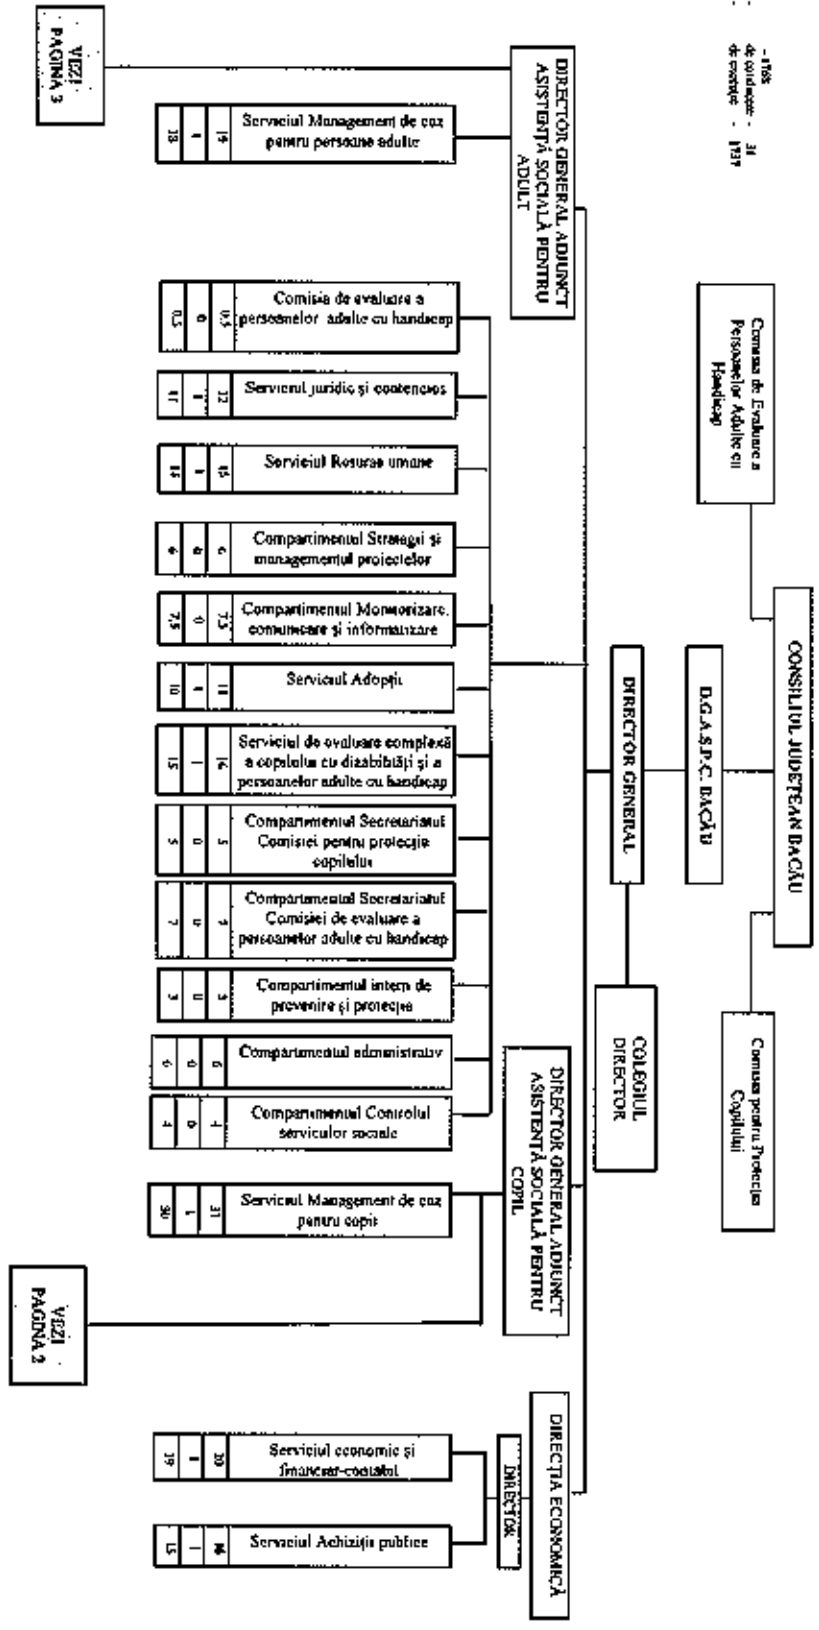 - 1768
de conducere - 31
de execuție - 1737
CONSILIUL JUDEȚEAN BACĂU
Comisia de Evaluare a
Persoanelor Adulte cu
Handicap
Comisia pentru Protecția
Copilului
D.G.A.S.P.C. BACĂU
DIRECTOR GENERAL
COLEGIUL
DIRECTOR
DIRECTOR GENERAL ADJUNCT
ASISTENȚĂ SOCIALĂ PENTRU
ADULT
DIRECTOR GENERAL ADJUNCT
ASISTENȚĂ SOCIALĂ PENTRU
COPIL
DIRECȚIA ECONOMICĂ
DIRECTOR
VEZI
PAGINA 3
Serviciul Management de caz
pentru persoane adulte
19 1 18
Comisia de evaluare a
persoanelor adulte cu handicap
0,5 0 0,5
Serviciul juridic și contencios
12 1 11
Serviciul Resurse umane
15 1
Compartimentul Strategii și
managementul proiectelor
6 0 6
Compartimentul Monitorizare,
comunicare și informatizare
7,5 0 7,5
Serviciul Adopții
11 1 10
Serviciul de evaluare complexă
a copilului cu dizabilități și a
persoanelor adulte cu handicap
16 1 15
Compartimentul Secretariatul
Comisiei pentru protecția
copilului
5 0 5
Compartimentul Secretariatul
Comisiei de evaluare a
persoanelor adulte cu handicap
0 7
Compartimentul intern de
prevenire și protecția
3 0 3
Compartimentul administrativ
6 0 6
Compartimentul Controlul
serviciilor sociale
4 0 4
Serviciul Management de caz
pentru copii
31 1 30
VEZI
PAGINA 2
Serviciul economic și
financiar-contabil
20 1 19
Serviciul Achiziții publice
16 1 15